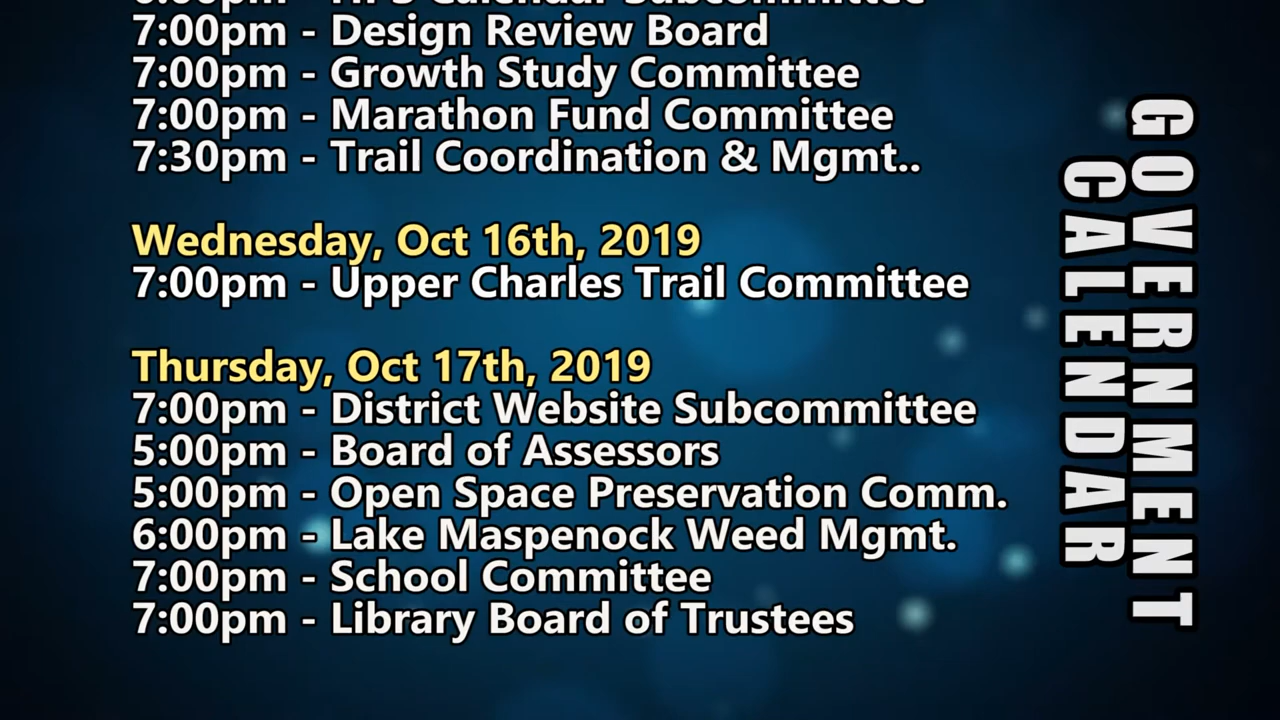 7:00pm - Design Review Board
7:00pm - Growth Study Committee
7:00pm - Marathon Fund Committee
7:30pm - Trail Coordination & Mgmt..
Wednesday, Oct 16th, 2019
7:00pm - Upper Charles Trail Committee
Thursday, Oct 17th, 2019
7:00pm - District Website Subcommittee
5:00pm - Board of Assessors
5:00pm - Open Space Preservation Comm.
6:00pm - Lake Maspenock Weed Mgmt.
7:00pm - School Committee
7:00pm - Library Board of Trustees
GOVERNMENT
CALENDAR